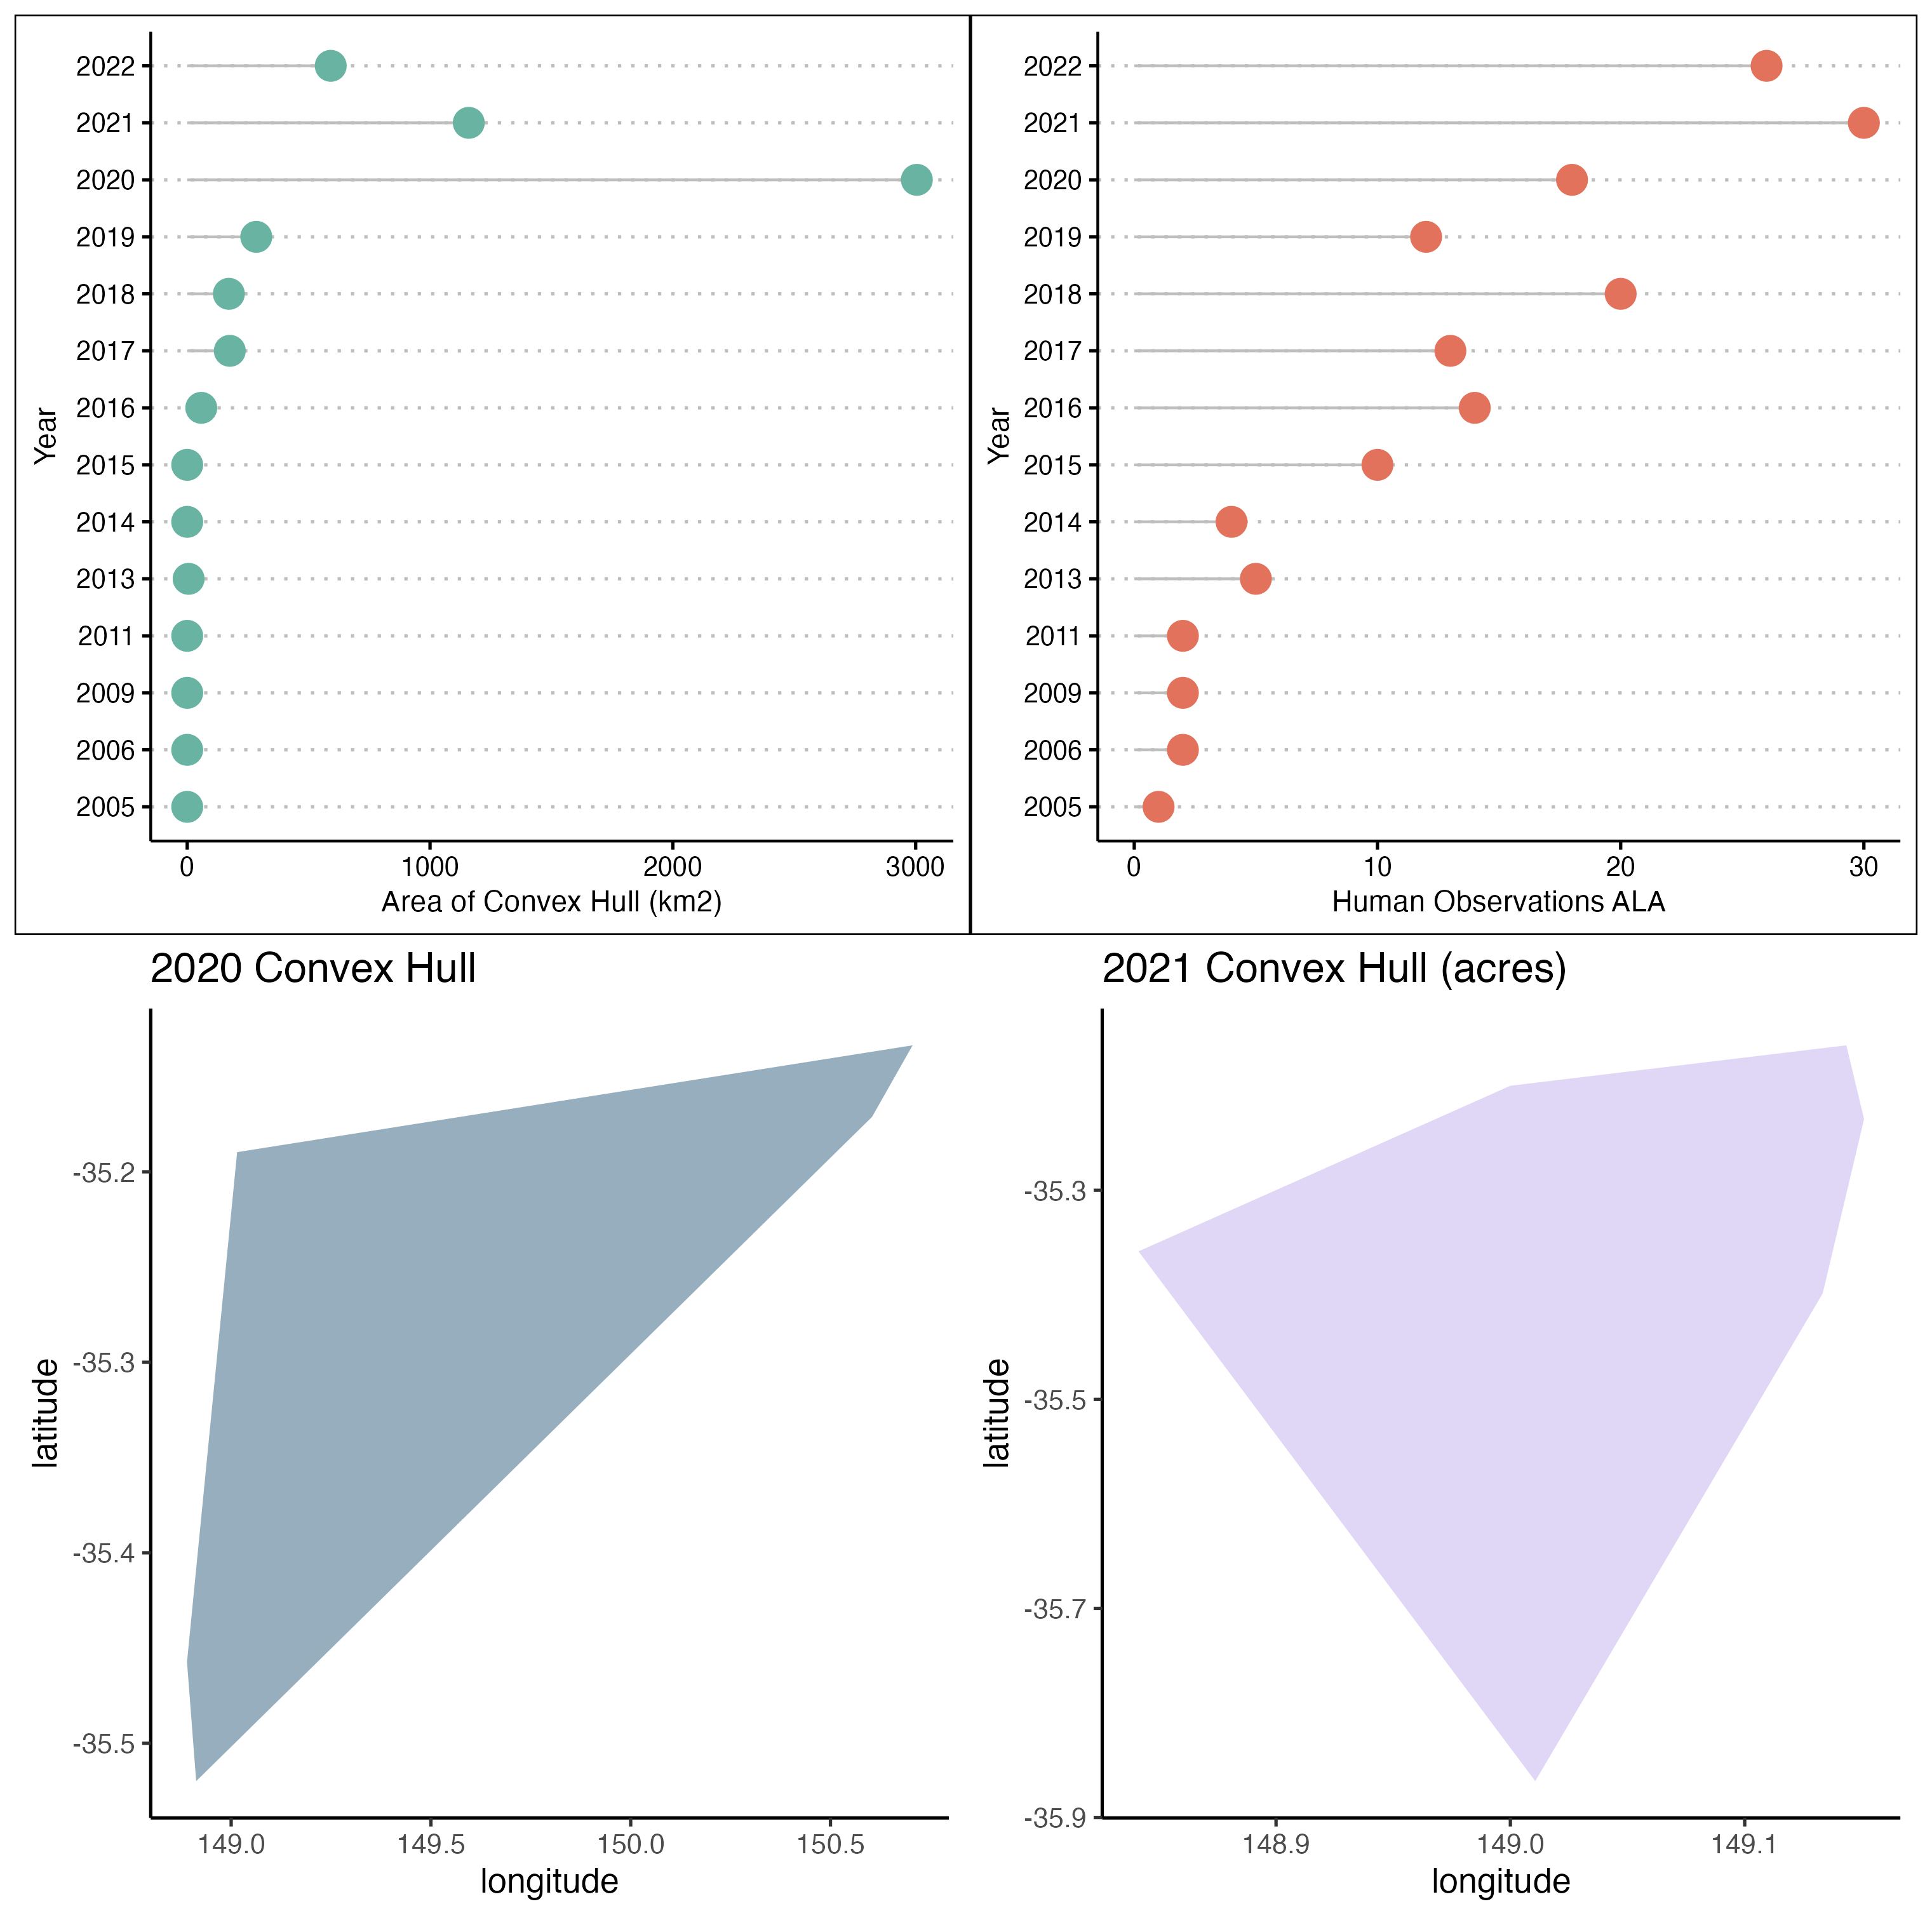 2022
2021
2020
2019
2018
2017
2016
2015
2014
2013
2011
2009
2006
2005
Year
0 1000 2000 3000
Area of Convex Hull (km2)
2022
2021
2020
2019
2018
2017
2016
2015
2014
2013
2011
2009
2006
2005
Year
0 10 20 30
Human Observations ALA
2020 Convex Hull
-35.2
-35.3
-35.4
-35.5
latitude
149.0 149.5 150.0 150.5
longitude
2021 Convex Hull (acres)
-35.3
-35.5
-35.7
-35.9
latitude
148.9 149.0 149.1
longitude